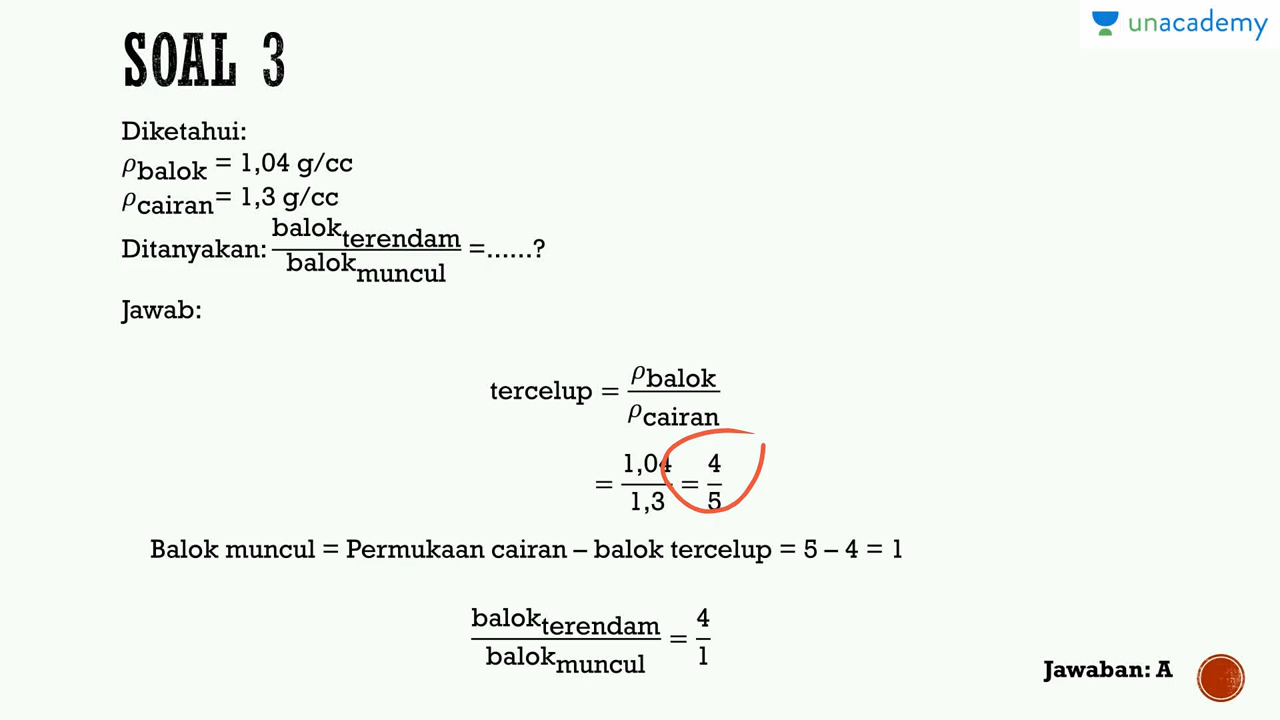 unacademy
SOAL 3
Diketahui:
ρbalok = 1,04 g/cc
ρcairan= 1,3 g/cc
Ditanyakan: balokterendam / balokmuncul =......?
Jawab:
tercelup = ρbalok / ρcairan
= 1,04 / 1,3 = 4 / 5
Balok muncul = Permukaan cairan – balok tercelup = 5 – 4 = 1
balokterendam / balokmuncul = 4 / 1
Jawaban: A